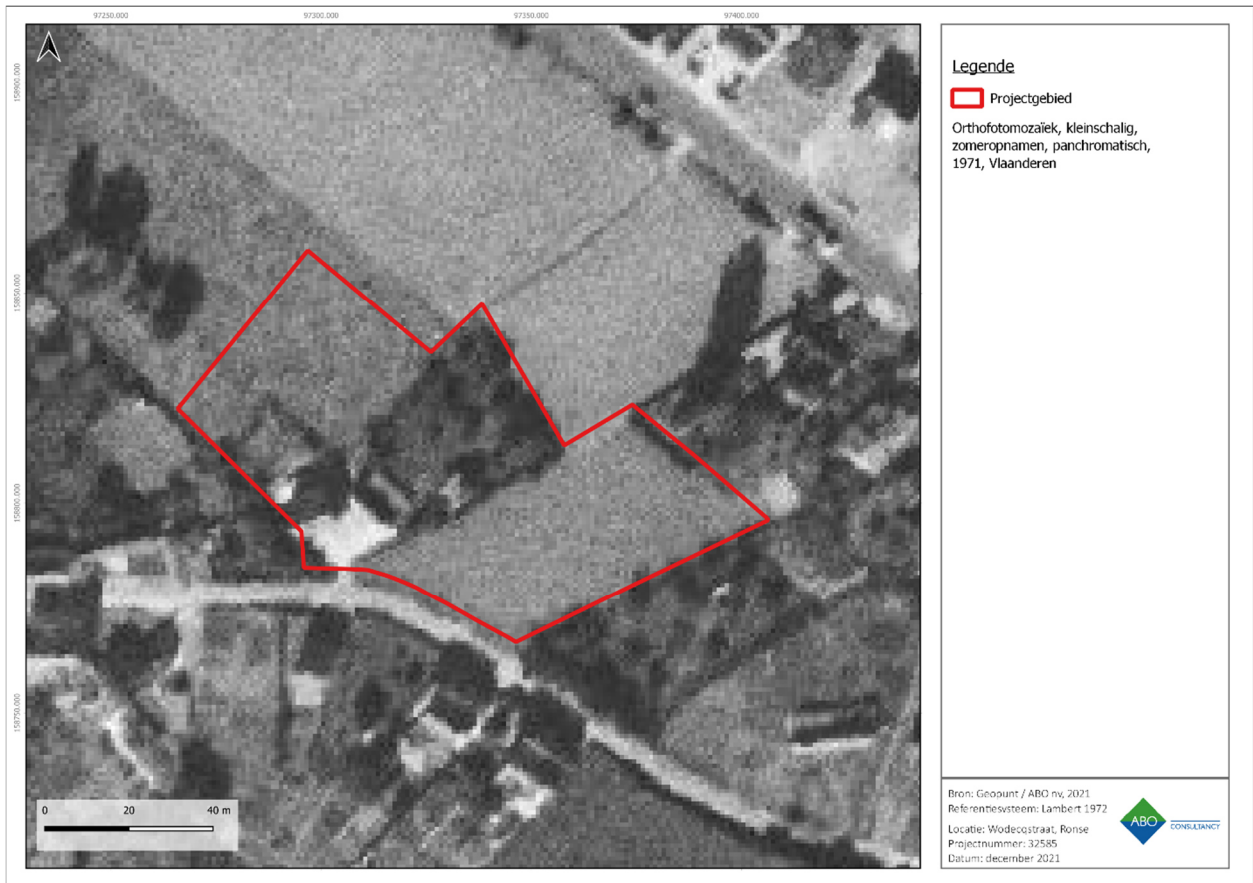 97250.000 97300.000 97350.000 97400.000
158900.000
158850.000
158800.000
158750.000
0 20 40 m
Legende
Projectgebied
Orthofotomozaïek, kleinschalig,
zomeropnamen, panchromatisch,
1971, Vlaanderen
Bron: Geopunt / ABO nv, 2021
Referentiesysteem: Lambert 1972
Locatie: Wodecqstraat, Ronse
Projectnummer: 32585
Datum: december 2021
ABO
CONSULTANCY